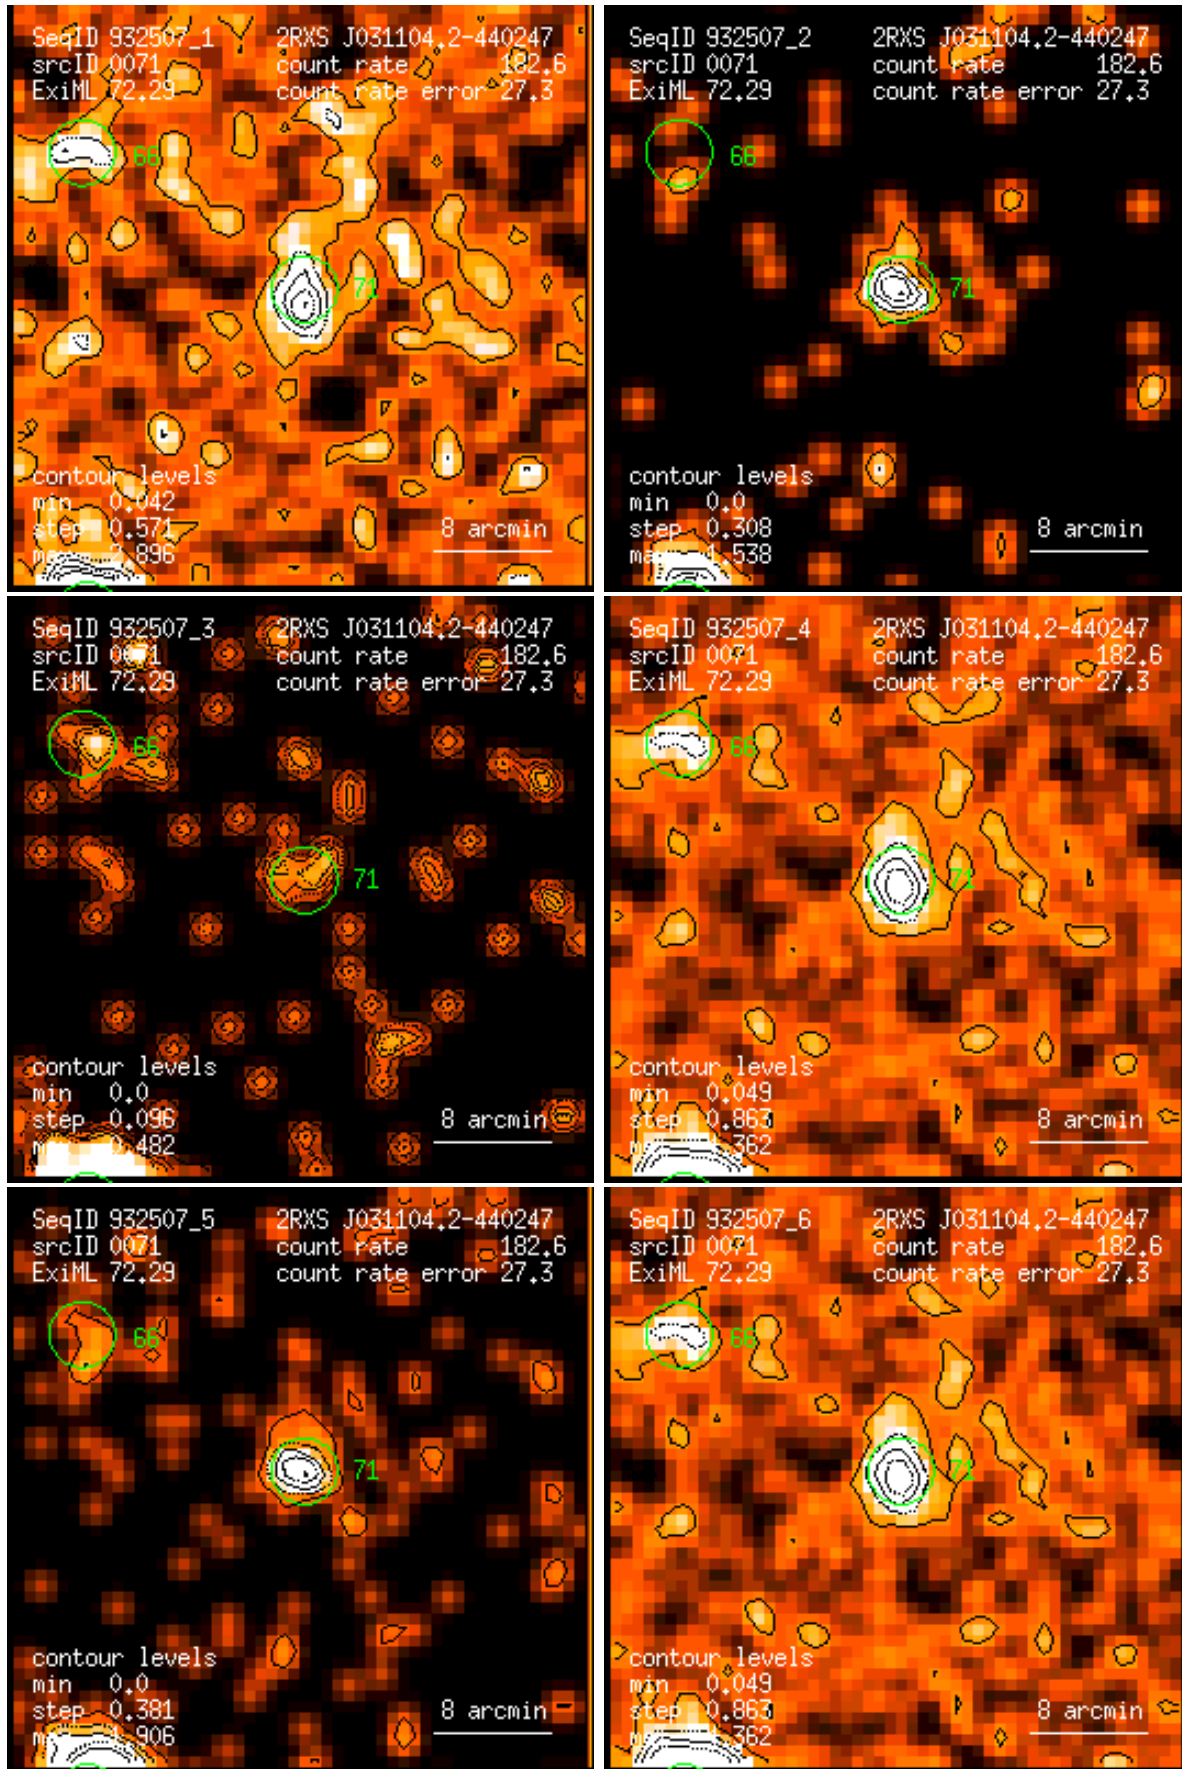 SeqID 932507_1 2RXS J031104.2-440247
srcID 0071 count rate 182.6
ExiML 72.29 count rate error 27.3
66
71
contour levels
min 0.042
step 0.571
max 2.896
8 arcmin
SeqID 932507_2 2RXS J031104.2-440247
srcID 0071 count rate 182.6
ExiML 72.29 count rate error 27.3
66
71
contour levels
min 0.0
step 0.308
1.538
8 arcmin
SeqID 932507_3 2RXS J031104.2-440247
srcID 0071 count rate 182.6
ExiML 72.29 count rate error 27.3
66
71
contour levels
min 0.0
step 0.096
0.482
8 arcmin
SeqID 932507_4 2RXS J031104.2-440247
srcID 0071 count rate 182.6
ExiML 72.29 count rate error 27.3
66
71
contour levels
min 0.049
step 0.863
8 arcmin
SeqID 932507_5 2RXS J031104.2-440247
srcID 0071 count rate 182.6
ExiML 72.29 count rate error 27.3
66
71
contour levels
min 0.0
step 0.381
1.906
8 arcmin
SeqID 932507_6 2RXS J031104.2-440247
srcID 0071 count rate 182.6
ExiML 72.29 count rate error 27.3
66
71
contour levels
min 0.049
step 0.863
8 arcmin